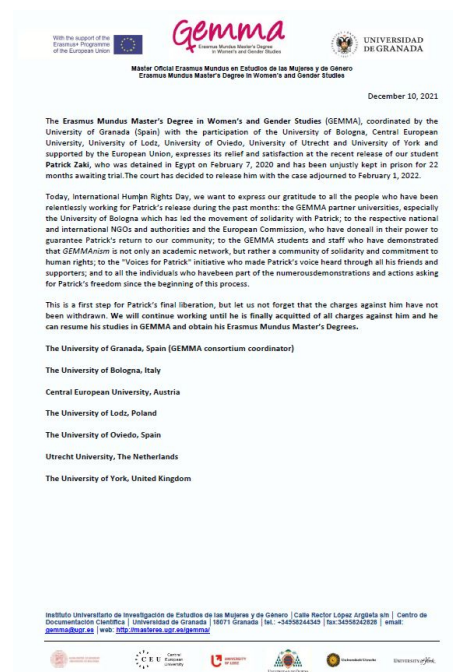 With the support of the
Erasmus+ Programme
of the European Union
Gemma
Erasmus Mundus Master's Degree
in Women's and Gender Studies
UNIVERSIDAD
DE GRANADA
Máster Oficial Erasmus Mundus en Estudios de las Mujeres y de Género
Erasmus Mundus Master's Degree in Women's and Gender Studies
December 10, 2021
The Erasmus Mundus Master's Degree in Women's and Gender Studies (GEMMA), coordinated by the
University of Granada (Spain) with the participation of the University of Bologna, Central European
University, University of Lodz, University of Oviedo, University of Utrecht and University of York and
supported by the European Union, expresses its relief and satisfaction at the recent release of our student
Patrick Zaki, who was detained in Egypt on February 7, 2020 and has been unjustly kept in prison for 22
months awaiting trial.The court has decided to release him with the case adjourned to February 1, 2022.
Today, International Human Rights Day, we want to express our gratitude to all the people who have been
relentlessly working for Patrick's release during the past months: the GEMMA partner universities, especially
the University of Bologna which has led the movement of solidarity with Patrick; to the respective national
and international NGOs and authorities and the European Commission, who have doneall in their power to
guarantee Patrick's return to our community; to the GEMMA students and staff who have demonstrated
that GEMMAnism is not only an academic network, but rather a community of solidarity and commitment to
human rights; to the "Voices for Patrick" initiative who made Patrick's voice heard through all his friends and
supporters; and to all the individuals who havebeen part of the numerousdemonstrations and actions asking
for Patrick's freedom since the beginning of this process.
This is a first step for Patrick's final liberation, but let us not forget that the charges against him have not
been withdrawn. We will continue working until he is finally acquitted of all charges against him and he
can resume his studies in GEMMA and obtain his Erasmus Mundus Master's Degrees.
The University of Granada, Spain (GEMMA consortium coordinator)
The University of Bologna, Italy
Central European University, Austria
The University of Lodz, Poland
The University of Oviedo, Spain
Utrecht University, The Netherlands
The University of York, United Kingdom
Instituto Universitario de Investigación de Estudios de las Mujeres y de Género | Calle Rector López Argüeta s/n | Centro de
Documentación Científica | Universidad de Granada | 18071 Granada | tel.: +34958244349 | fax:34958242828 | email:
gemma@ugr.es | web: http://masteres.ugr.es/gemma/
CEU Central
European
University
UNIVERSITY
OF LODZ
Universiteit Utrecht
UNIVERSITY of York